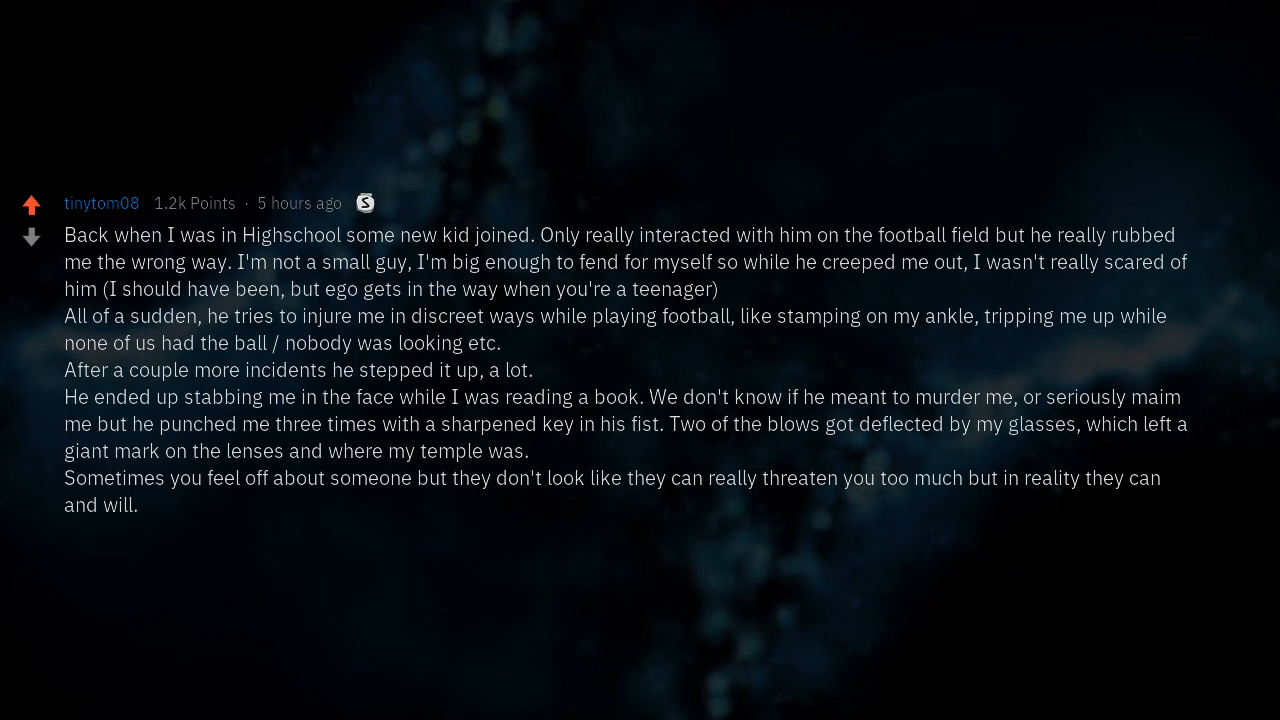 tinytom08 1.2k Points · 5 hours ago S
Back when I was in Highschool some new kid joined. Only really interacted with him on the football field but he really rubbed
me the wrong way. I'm not a small guy, I'm big enough to fend for myself so while he creeped me out, I wasn't really scared of
him (I should have been, but ego gets in the way when you're a teenager)
All of a sudden, he tries to injure me in discreet ways while playing football, like stamping on my ankle, tripping me up while
none of us had the ball / nobody was looking etc.
After a couple more incidents he stepped it up, a lot.
He ended up stabbing me in the face while I was reading a book. We don't know if he meant to murder me, or seriously maim
me but he punched me three times with a sharpened key in his fist. Two of the blows got deflected by my glasses, which left a
giant mark on the lenses and where my temple was.
Sometimes you feel off about someone but they don't look like they can really threaten you too much but in reality they can
and will.